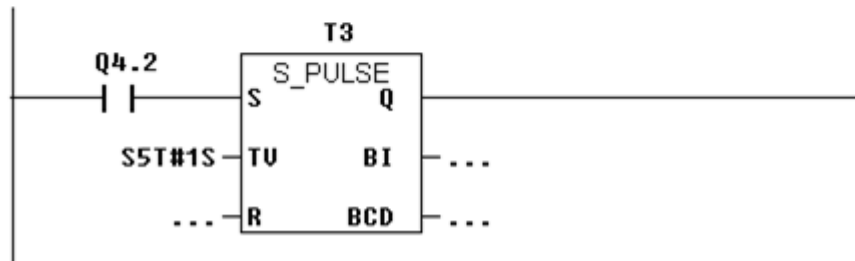 T3
Q4.2
S_PULSE
S Q
S5T#1S TV BI ...
... R BCD ...